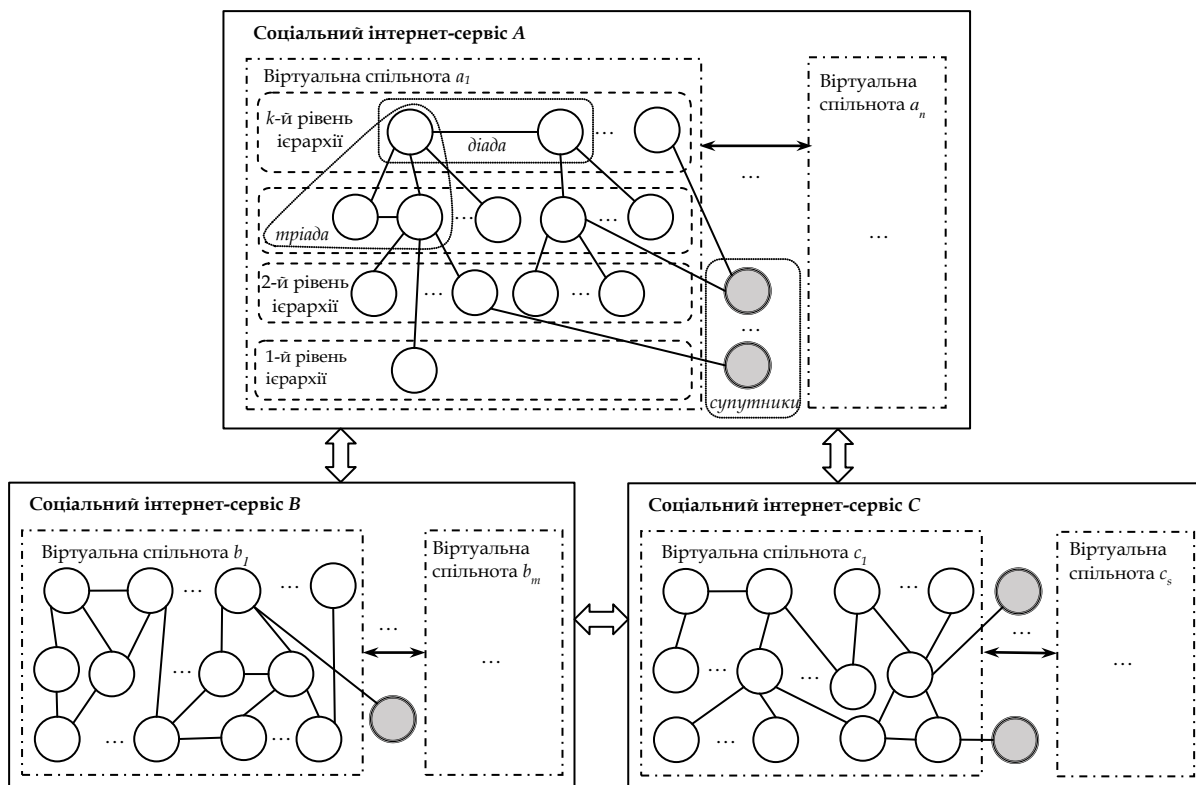 Соціальний інтернет-сервіс A
Віртуальна спільнота a1
k-й рівень
ієрархії
...
діада
...
...
тріада
2-й рівень
ієрархії
...
...
1-й рівень
ієрархії
...
...
супутники
Віртуальна
спільнота an
...
Соціальний інтернет-сервіс B
Віртуальна спільнота b1
...
...
...
...
...
...
Віртуальна
спільнота bm
...
Соціальний інтернет-сервіс C
Віртуальна спільнота c1
...
...
...
...
...
Віртуальна
спільнота cs
...